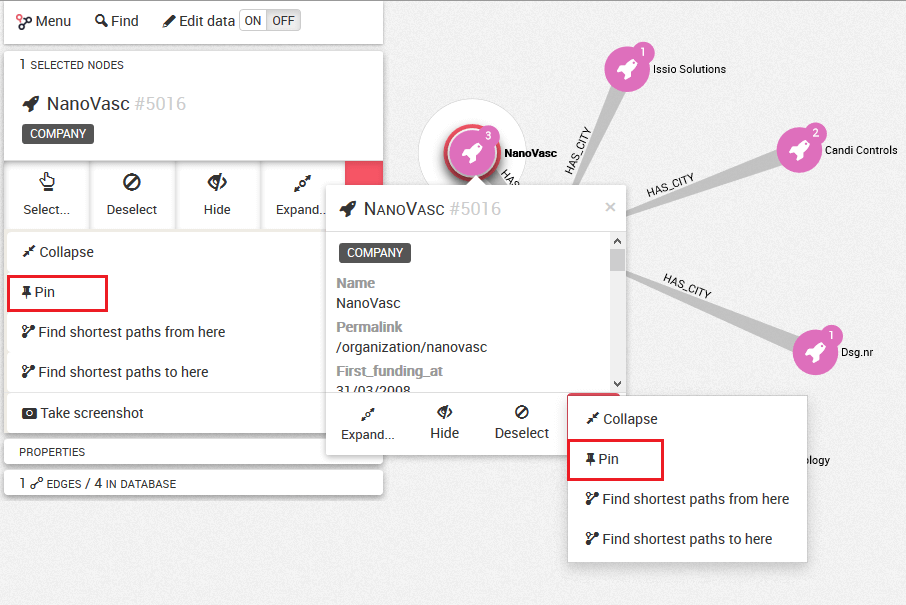 Menu Find Edit data ON OFF
1 SELECTED NODES
NanoVasc #5016
COMPANY
Select... Deselect Hide Expand..
Collapse
Pin
Find shortest paths from here
Find shortest paths to here
Take screenshot
PROPERTIES
1 EDGES / 4 IN DATABASE
1
Issio Solutions
2
Candi Controls
3
NanoVasc
HAS_CITY
HAS_CITY
HAS_CITY
HAS
1
Dsg.nr
NANOVASC #5016 ×
COMPANY
Name
NanoVasc
Permalink
/organization/nanovasc
First_funding_at
31/03/2008
Expand... Hide Deselect
Collapse
Pin
Find shortest paths from here
Find shortest paths to here
ology